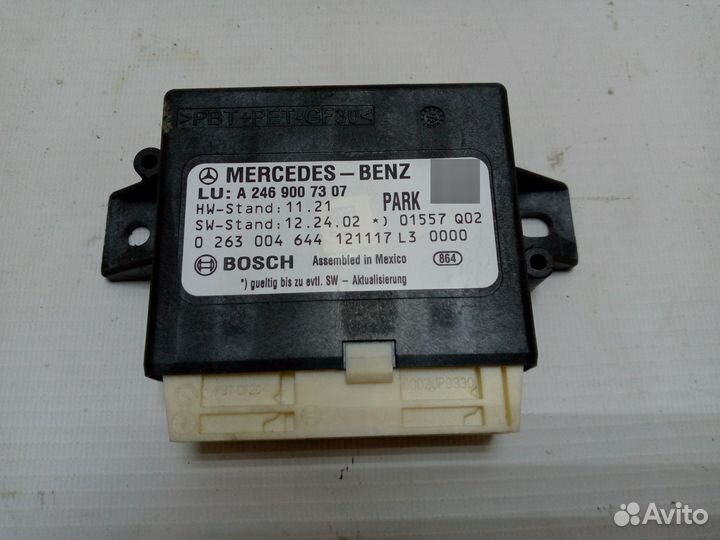 >PBT+PET-GF30<
MERCEDES-BENZ
LU: A 246 900 73 07 PARK
HW-Stand: 11.21
SW-Stand: 12.24.02 *) 01557 Q02
0 263 004 644 121117 L3 0000
BOSCH Assembled in Mexico 864
*) gueltig bis zu evtl. SW - Aktualisierung
Avito